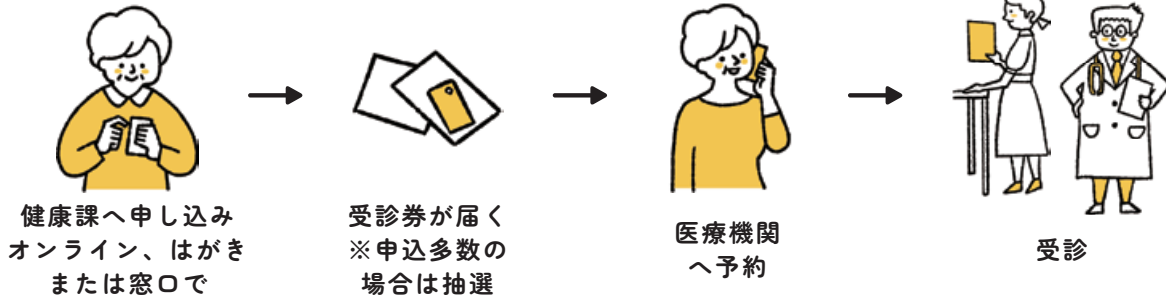 健康課へ申し込み
オンライン、はがき
または窓口で
受診券が届く
※申込多数の
場合は抽選
医療機関
へ予約
受診